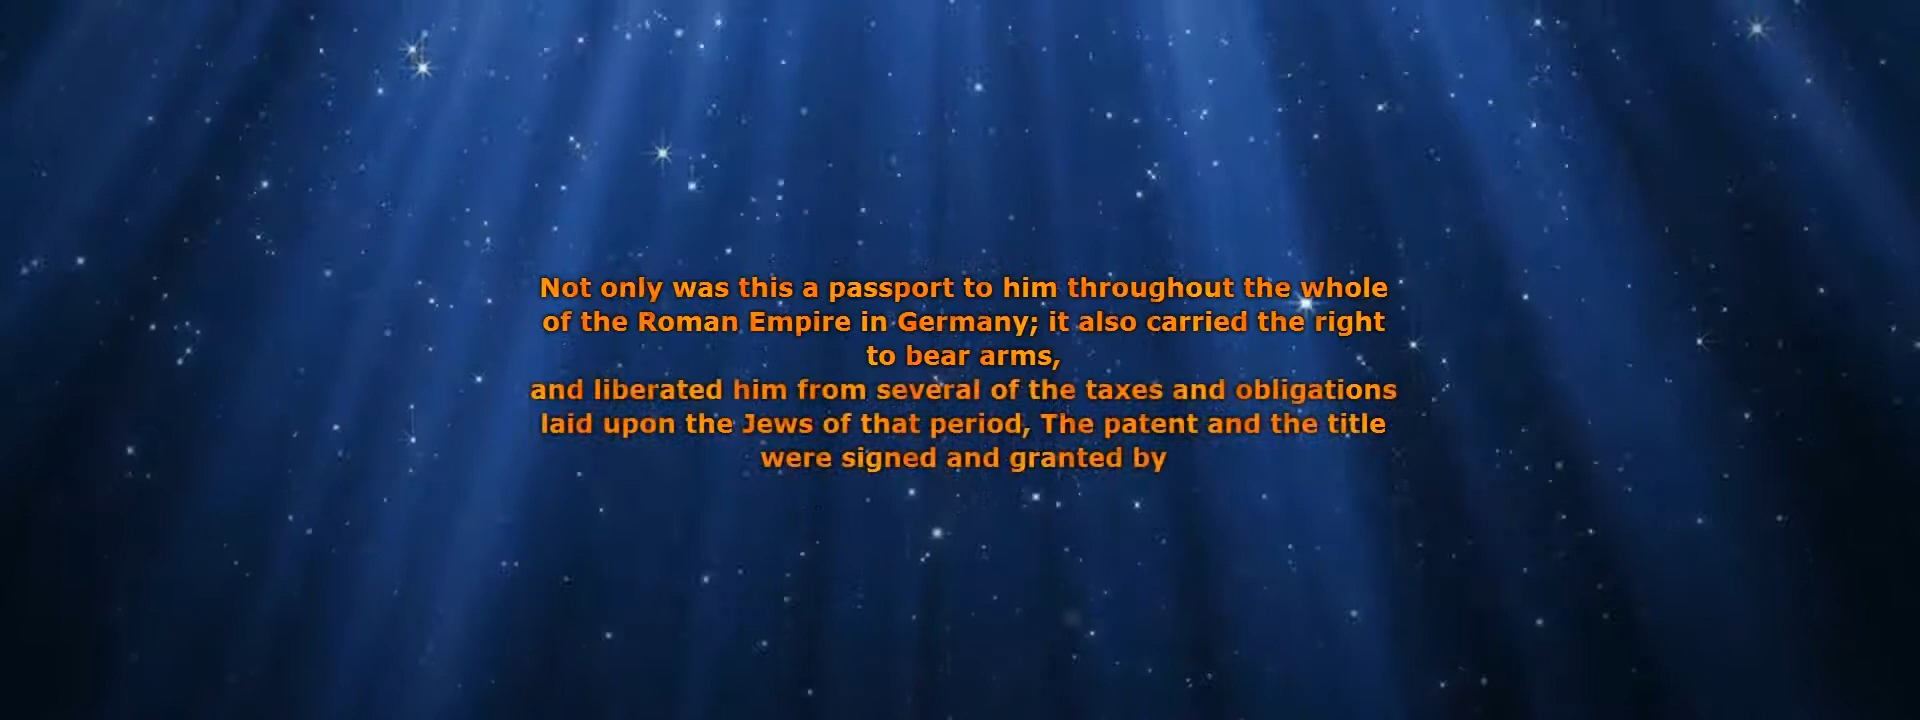 Not only was this a passport to him throughout the whole
of the Roman Empire in Germany; it also carried the right
to bear arms,
and liberated him from several of the taxes and obligations
laid upon the Jews of that period, The patent and the title
were signed and granted by